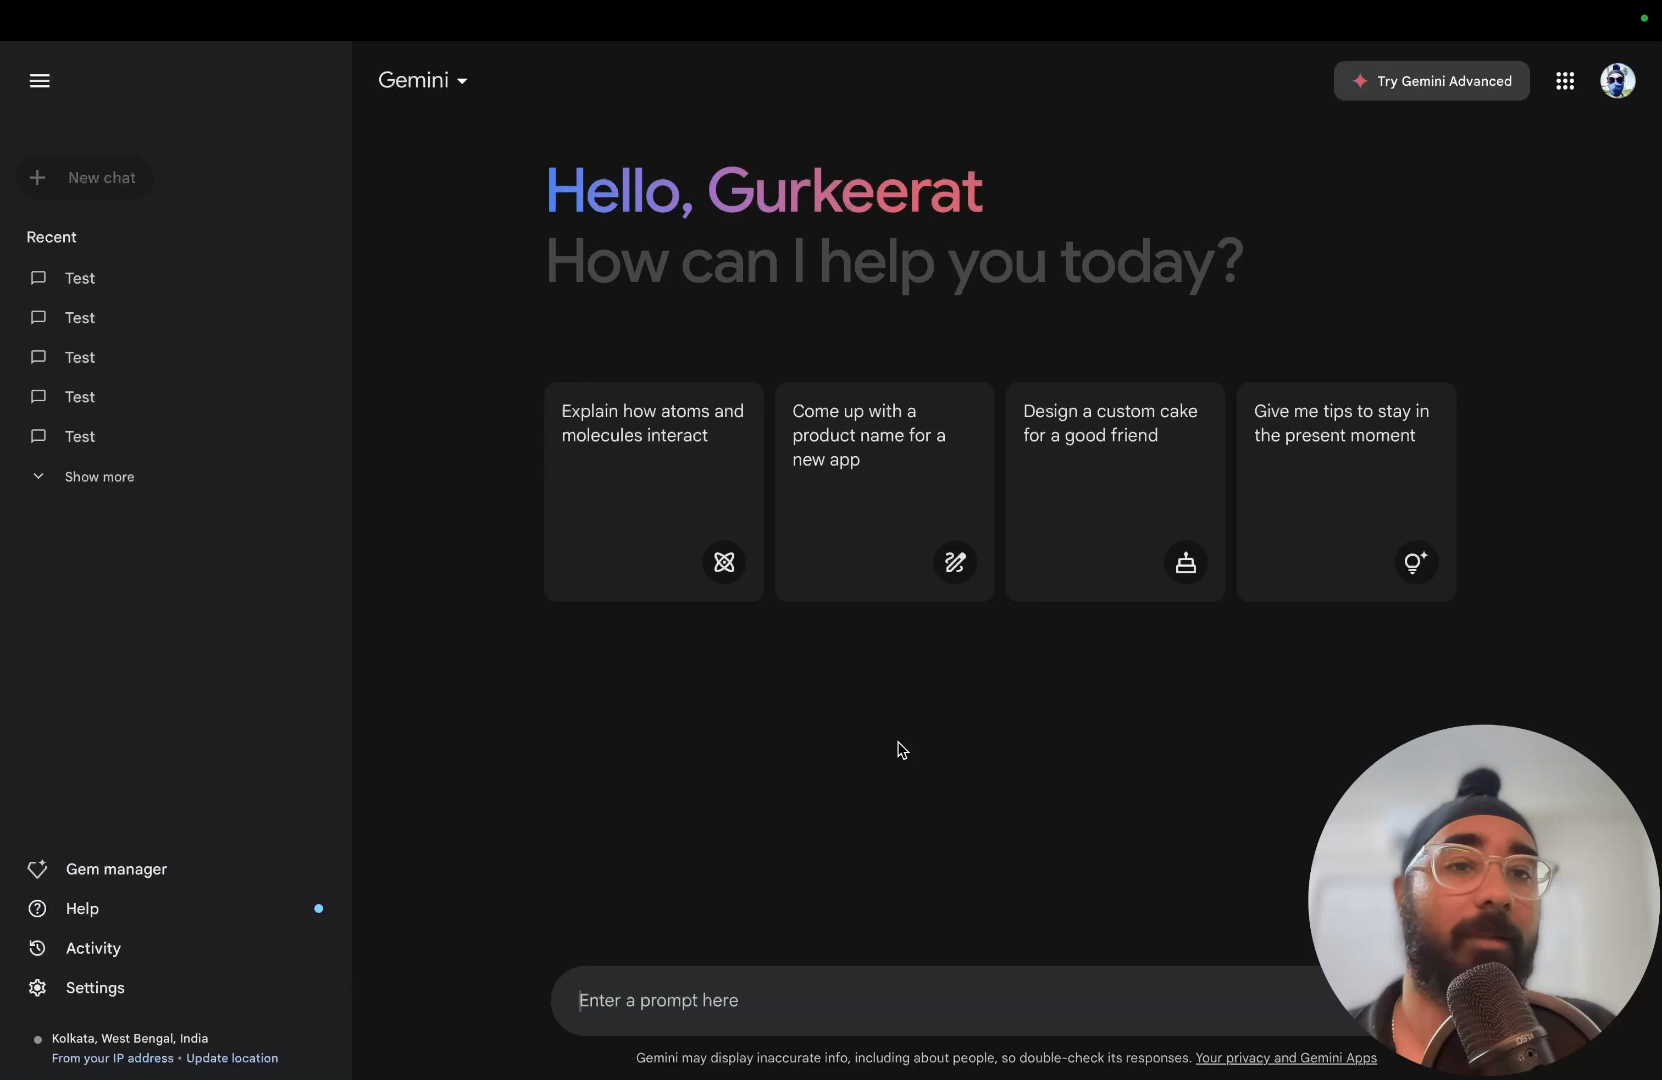 Gemini
Try Gemini Advanced
New chat
Recent
Test
Test
Test
Test
Test
Show more
Hello, Gurkeerat
How can I help you today?
Explain how atoms and
molecules interact
Come up with a
product name for a
new app
Design a custom cake
for a good friend
Give me tips to stay in
the present moment
Gem manager
Help
Activity
Settings
Kolkata, West Bengal, India
From your IP address • Update location
Enter a prompt here
Gemini may display inaccurate info, including about people, so double-check its responses. Your privacy and Gemini Apps